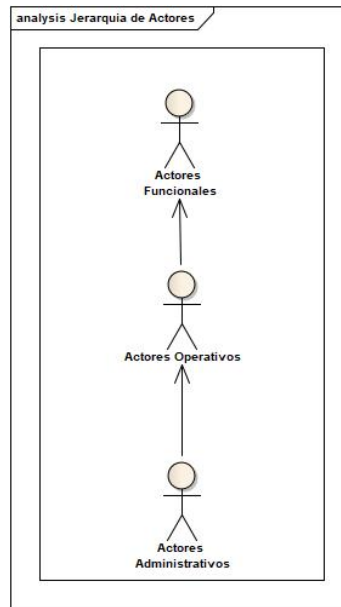 analysis Jerarquia de Actores
Actores
Funcionales
Actores Operativos
Actores
Administrativos